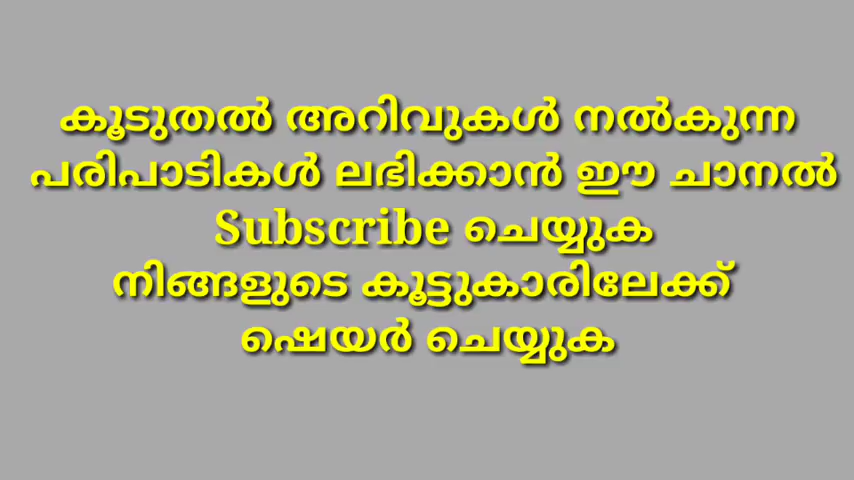 കൂടുതൽ അറിവുകൾ നൽകുന്ന
പരിപാടികൾ ലഭിക്കാൻ ഈ ചാനൽ
Subscribe ചെയ്യുക
നിങ്ങളുടെ കൂട്ടുകാരിലേക്ക്
ഷെയർ ചെയ്യുക